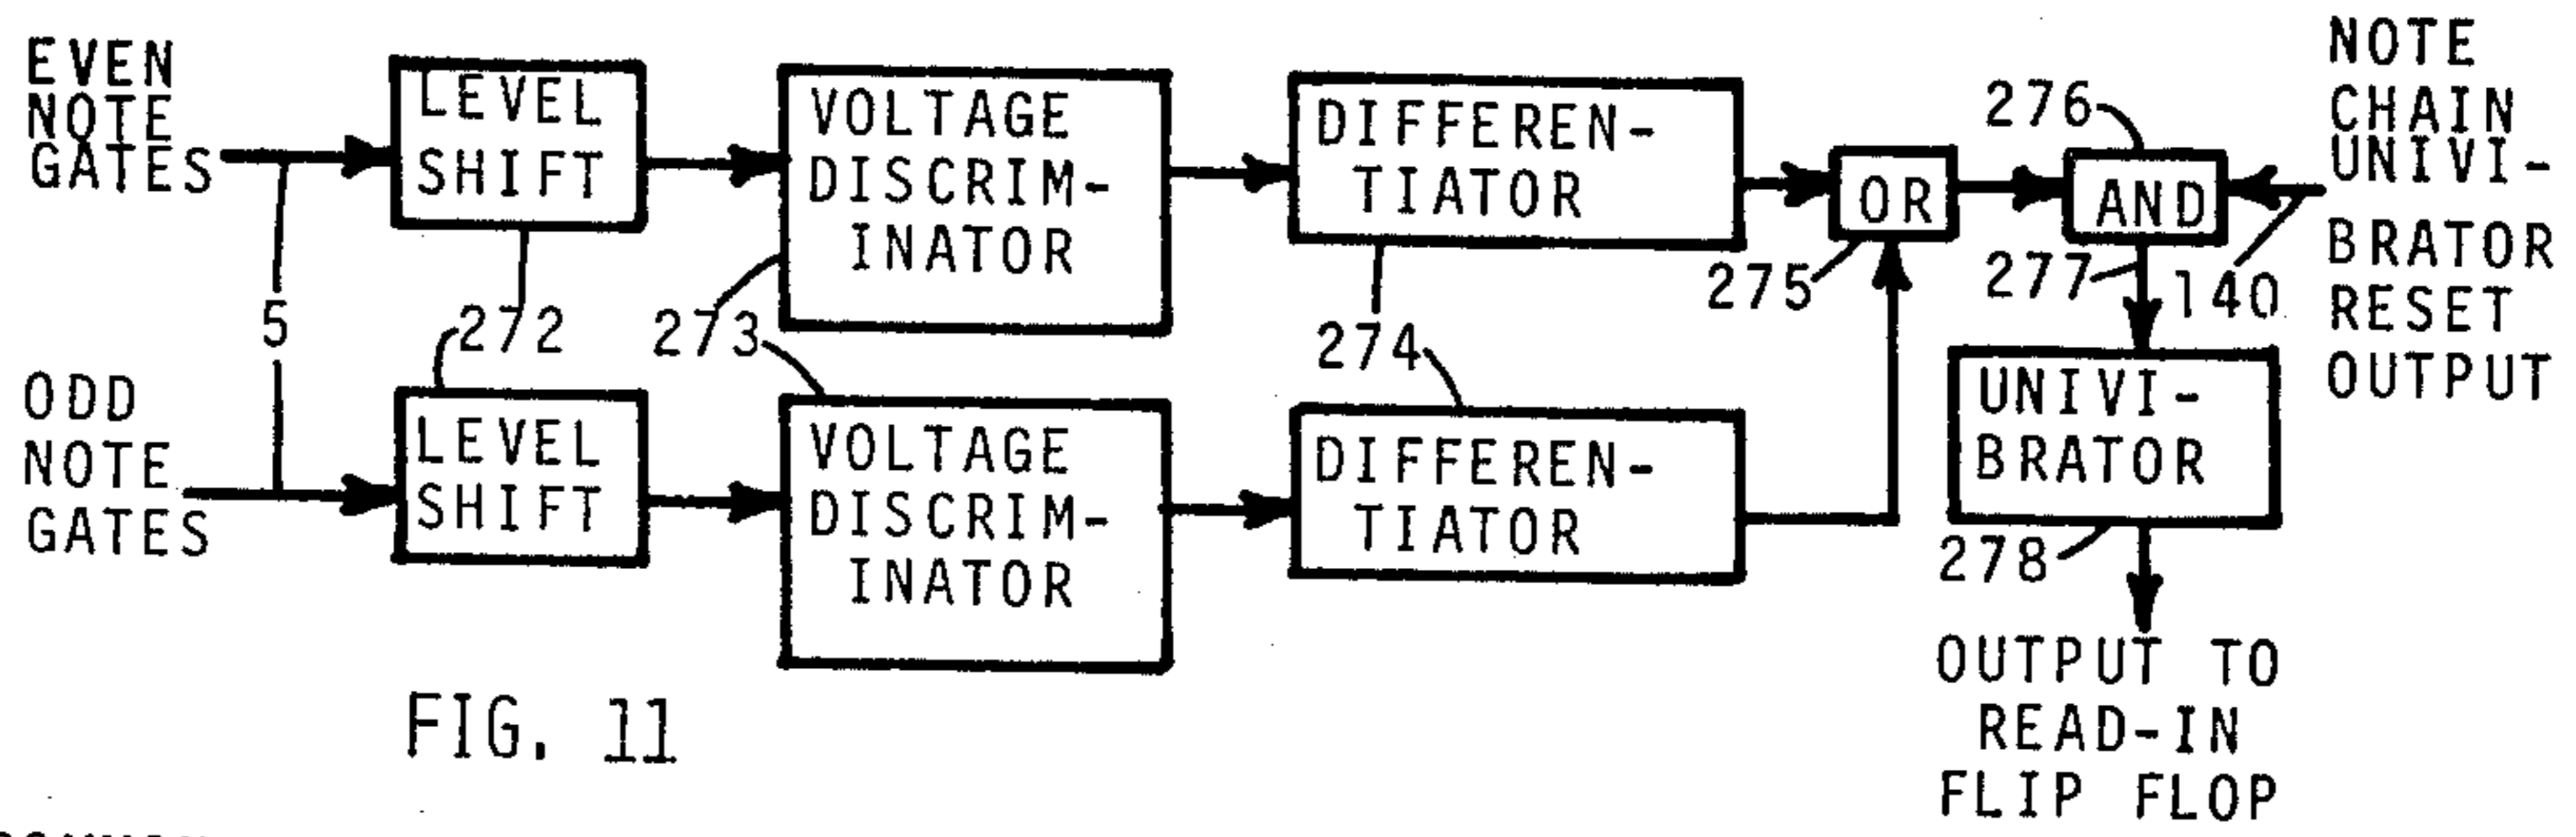 EVEN
NOTE
GATES
LEVEL
SHIFT
VOLTAGE
DISCRIM-
INATOR
DIFFEREN-
TIATOR
OR
276
AND
NOTE
CHAIN
UNIVI-
BRATOR
RESET
OUTPUT
5
272
273
274
275
277
140
ODD
NOTE
GATES
LEVEL
SHIFT
VOLTAGE
DISCRIM-
INATOR
DIFFEREN-
TIATOR
UNIVI-
BRATOR
278
OUTPUT TO
READ-IN
FLIP FLOP
FIG. 11